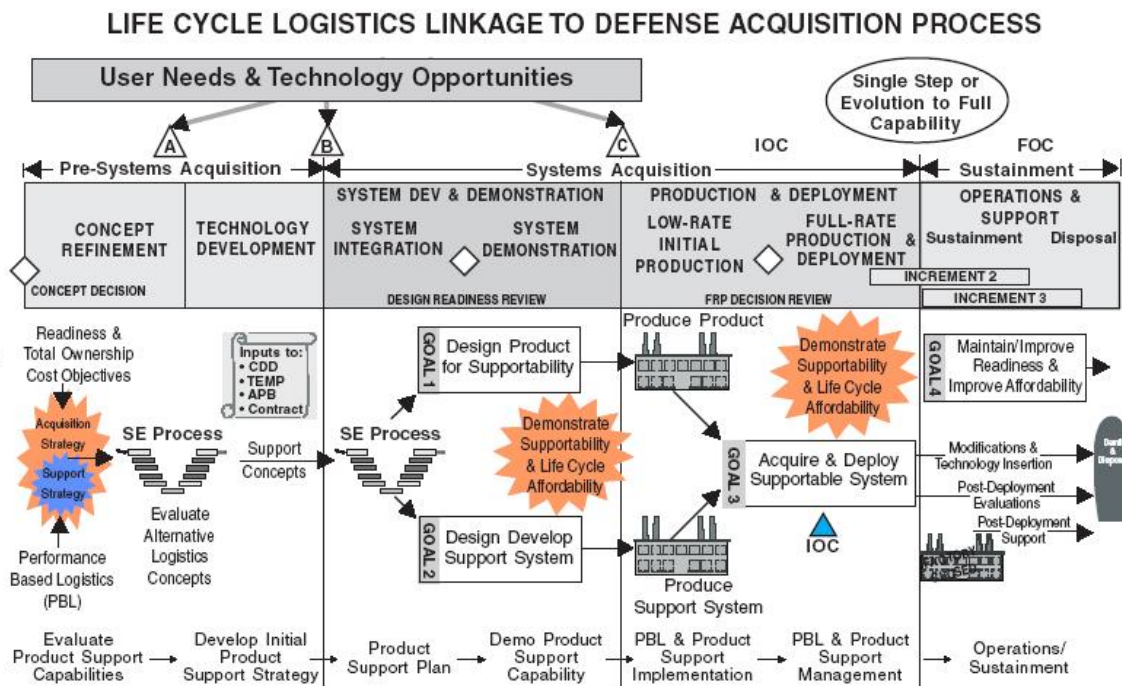 LIFE CYCLE LOGISTICS LINKAGE TO DEFENSE ACQUISITION PROCESS
User Needs & Technology Opportunities
Single Step or
Evolution to Full
Capability
A
B
C
IOC
FOC
Pre-Systems Acquisition
Systems Acquisition
Sustainment
CONCEPT
REFINEMENT
TECHNOLOGY
DEVELOPMENT
SYSTEM DEV & DEMONSTRATION
SYSTEM
INTEGRATION
SYSTEM
DEMONSTRATION
PRODUCTION & DEPLOYMENT
LOW-RATE
INITIAL
PRODUCTION
FULL-RATE
PRODUCTION &
DEPLOYMENT
OPERATIONS &
SUPPORT
Sustainment
Disposal
INCREMENT 2
INCREMENT 3
CONCEPT DECISION
DESIGN READINESS REVIEW
FRP DECISION REVIEW
Readiness &
Total Ownership
Cost Objectives
Acquisition
Strategy
Support
Strategy
Performance
Based Logistics
(PBL)
SE Process
Evaluate
Alternative
Logistics
Concepts
Inputs to:
• CDD
• TEMP
• APB
• Contract
Support
Concepts
SE Process
GOAL 1
Design Product
for Supportability
Demonstrate
Supportability
& Life Cycle
Affordability
GOAL 2
Design Develop
Support System
Produce Product
Demonstrate
Supportability
& Life Cycle
Affordability
GOAL 3
Acquire & Deploy
Supportable System
IOC
Produce
Support System
GOAL 4
Maintain/Improve
Readiness &
Improve Affordability
Modifications &
Technology Insertion
Post-Deployment
Evaluations
Post-Deployment
Support
Evaluate
Product Support
Capabilities
Develop Initial
Product
Support Strategy
Product
Support Plan
Demo Product
Support
Capability
PBL & Product
Support
Implementation
PBL & Product
Support
Management
Operations/
Sustainment